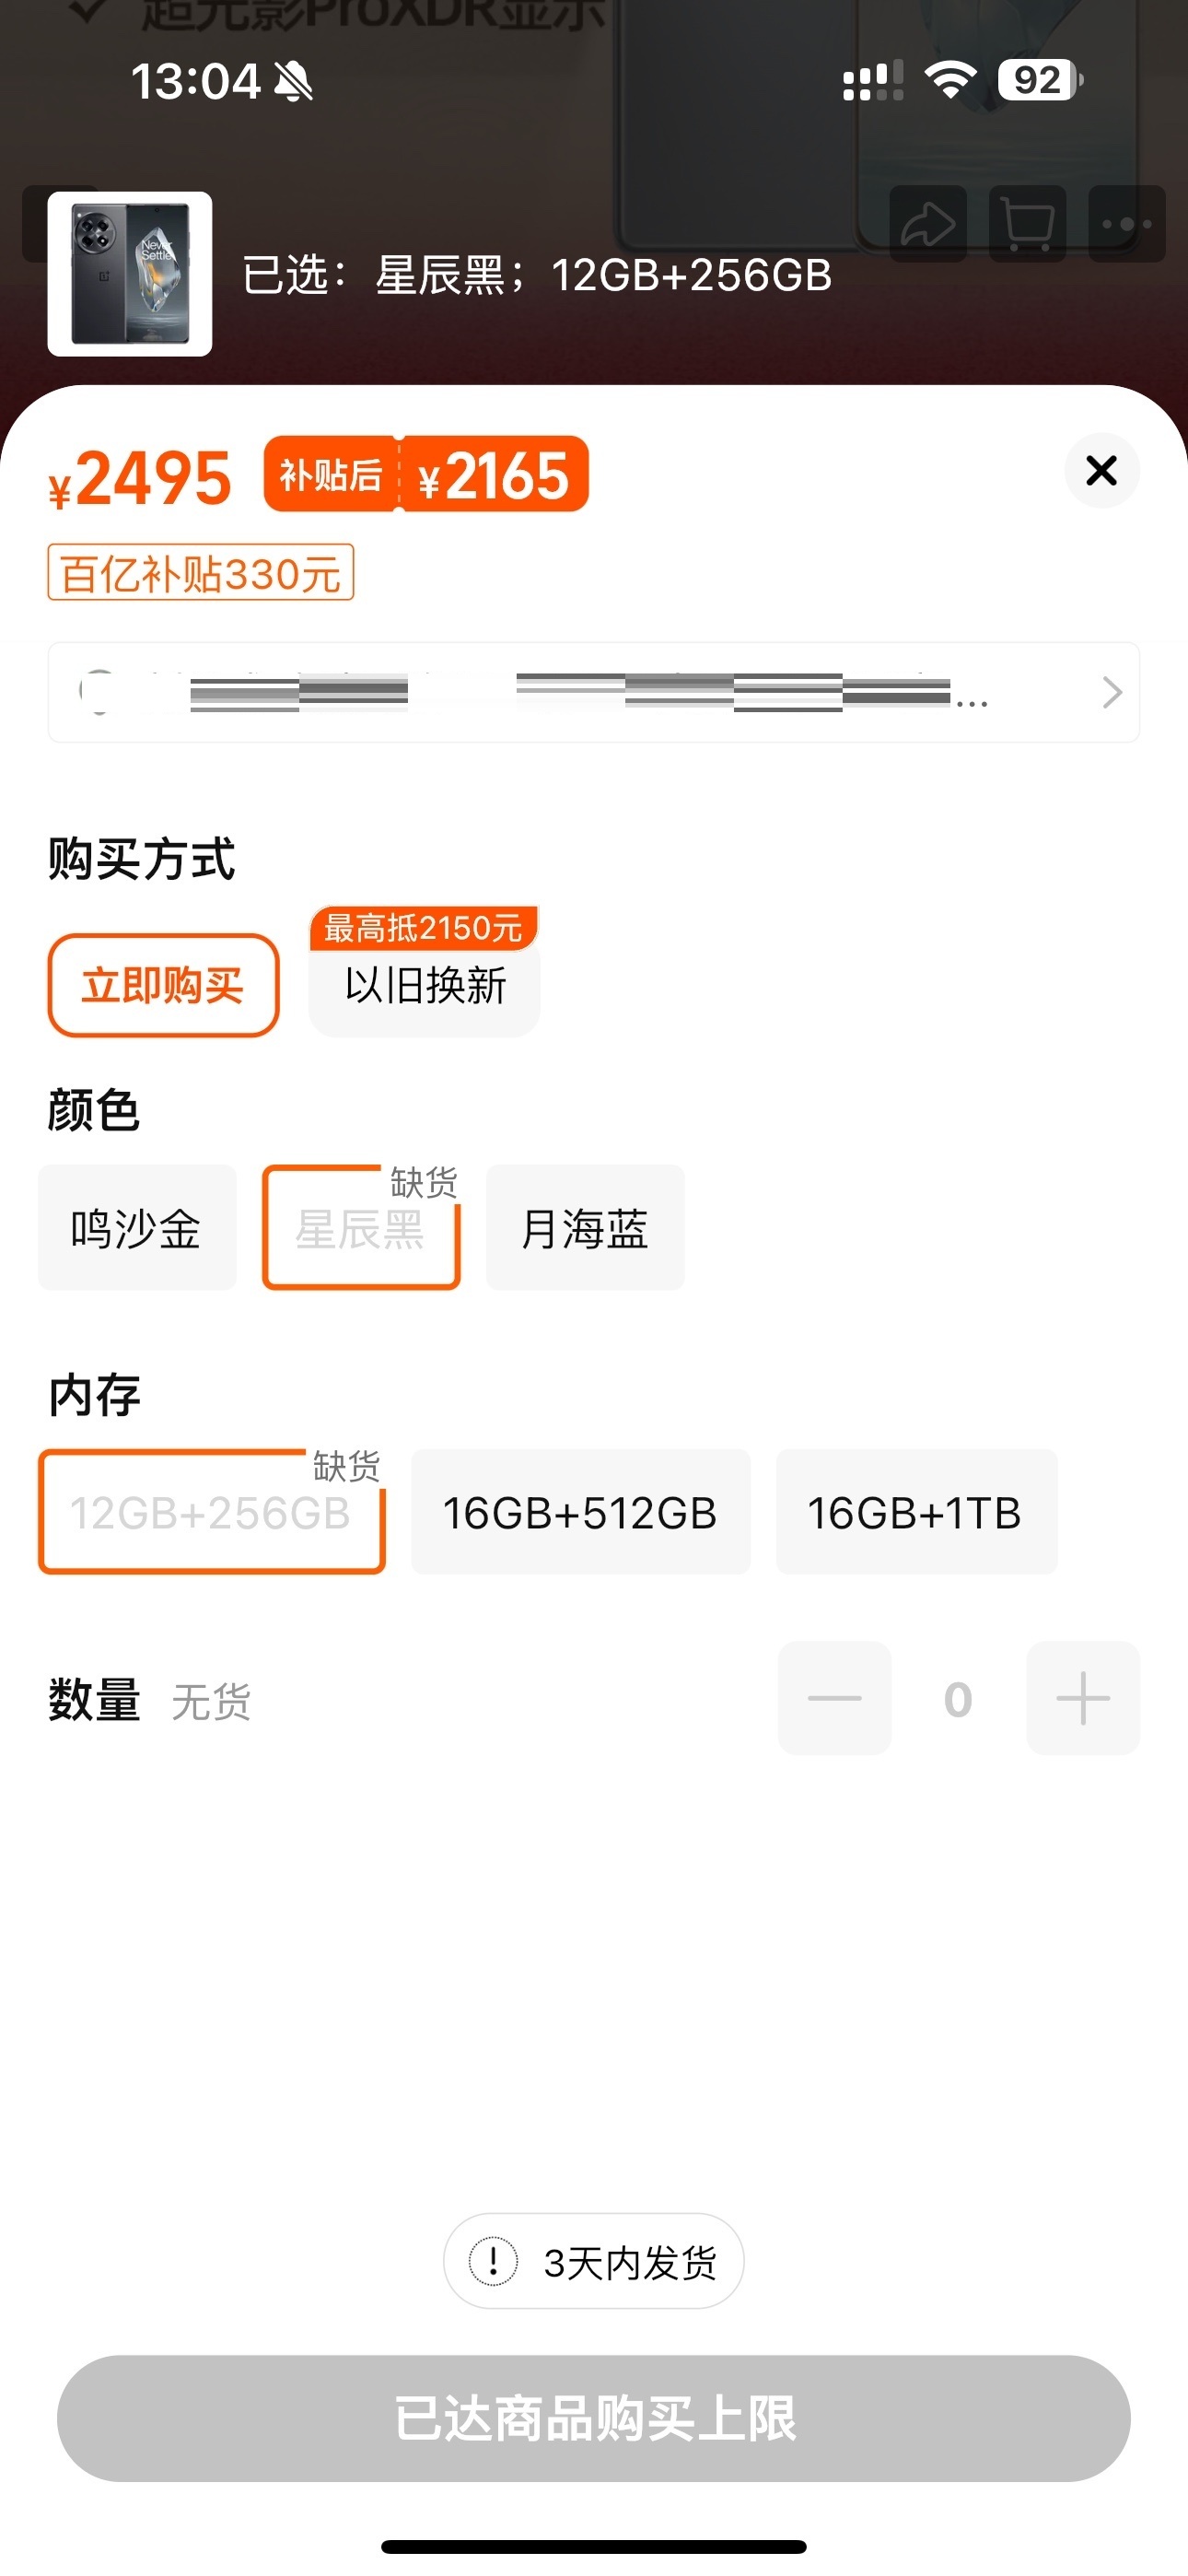 超光影ProXDR显示
13:04
92
Never
Settle
已选：星辰黑；12GB+256GB
¥2495 补贴后 ¥2165
百亿补贴330元
...
购买方式
最高抵2150元
立即购买 以旧换新
颜色
缺货
鸣沙金 星辰黑 月海蓝
内存
缺货
12GB+256GB 16GB+512GB 16GB+1TB
数量 无货 0
3天内发货
已达商品购买上限